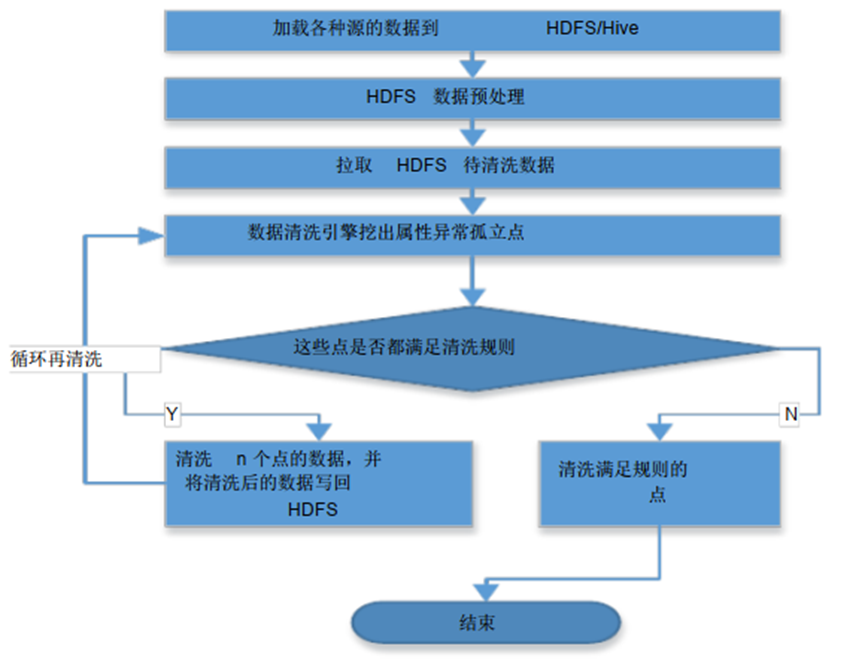 加载各种源的数据到 HDFS/Hive
HDFS 数据预处理
拉取 HDFS 待清洗数据
数据清洗引擎挖出属性异常孤立点
这些点是否都满足清洗规则
循环再清洗
Y
N
清洗 n 个点的数据，并
将清洗后的数据写回
HDFS
清洗满足规则的
点
结束